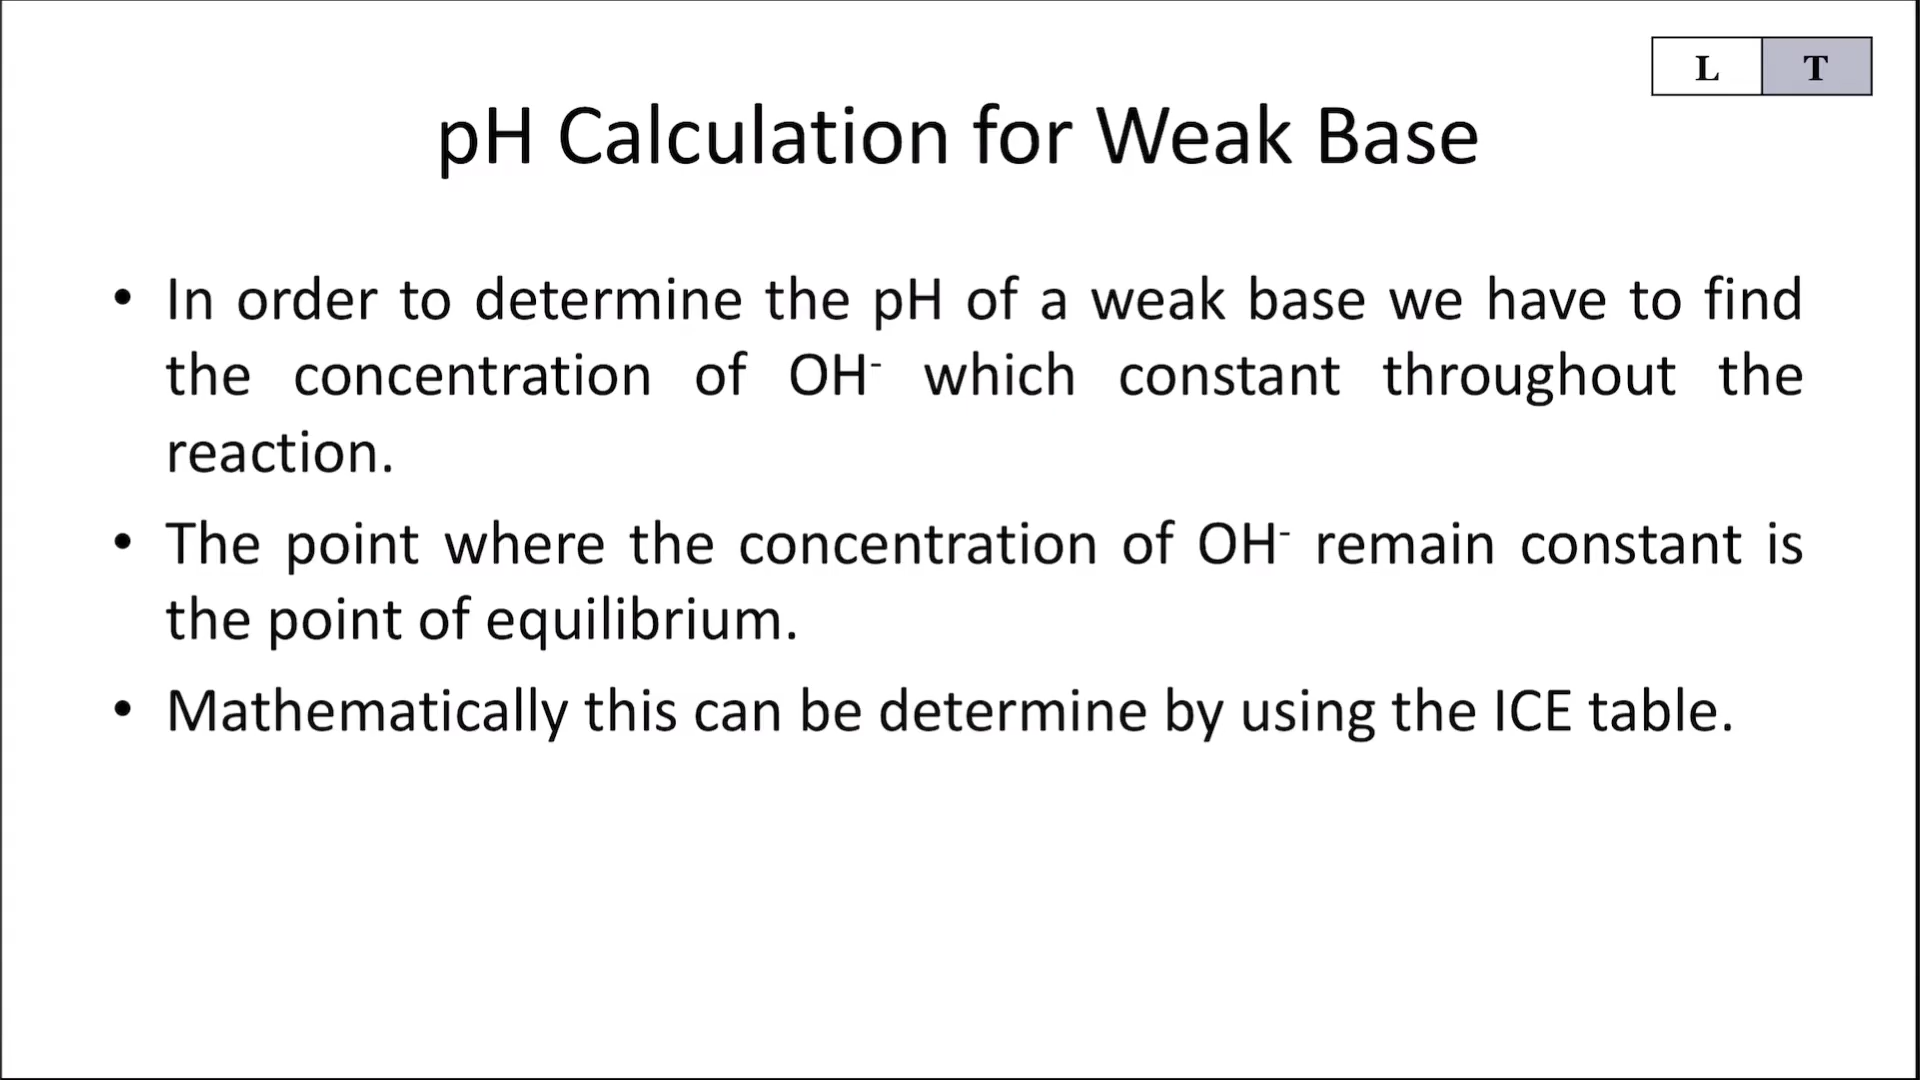 L T
pH Calculation for Weak Base
• In order to determine the pH of a weak base we have to find
the concentration of OH⁻ which constant throughout the
reaction.
• The point where the concentration of OH⁻ remain constant is
the point of equilibrium.
• Mathematically this can be determine by using the ICE table.